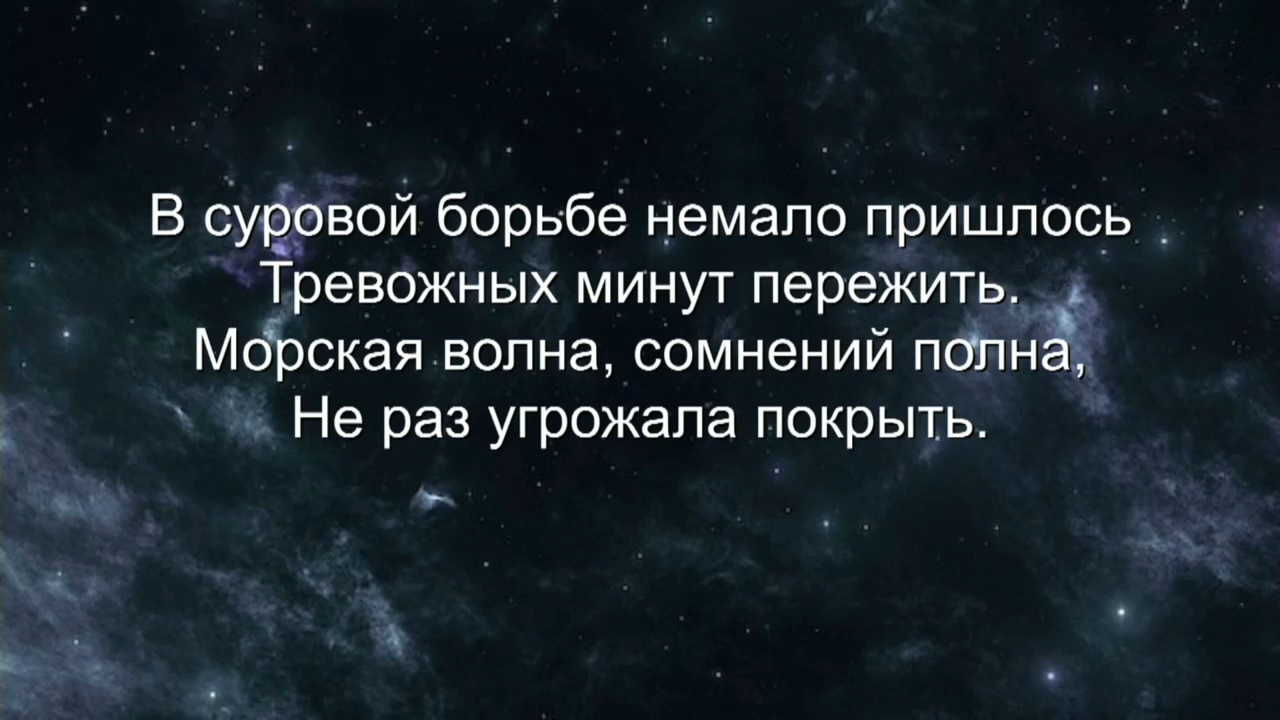 В суровой борьбе немало пришлось
Тревожных минут пережить.
Морская волна, сомнений полна,
Не раз угрожала покрыть.